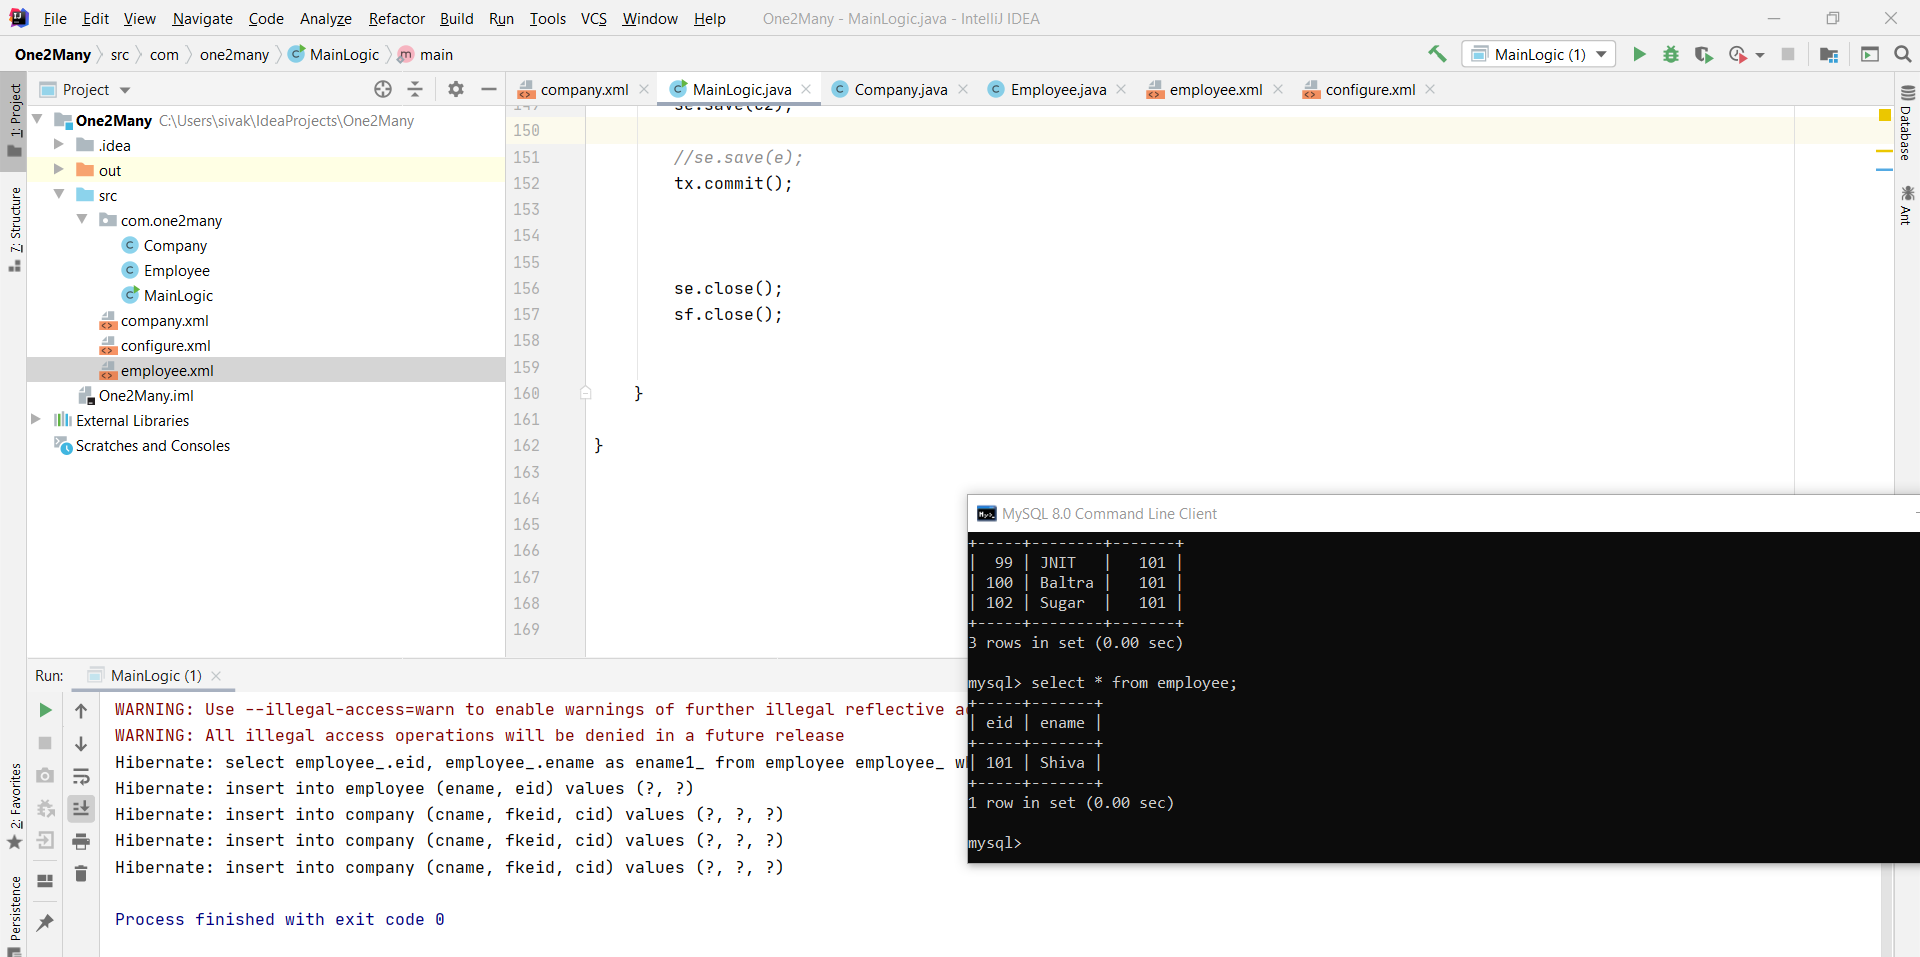 File Edit View Navigate Code Analyze Refactor Build Run Tools VCS Window Help One2Many - MainLogic.java - IntelliJ IDEA
One2Many src com one2many MainLogic main MainLogic (1)
Project
company.xml MainLogic.java Company.java Employee.java employee.xml configure.xml
1: Project
7: Structure
2: Favorites
Persistence
One2Many C:\Users\sivak\IdeaProjects\One2Many
.idea
out
src
com.one2many
Company
Employee
MainLogic
company.xml
configure.xml
employee.xml
One2Many.iml
External Libraries
Scratches and Consoles
149 se.save(c2);
150
151 //se.save(e);
152 tx.commit();
153
154
155
156 se.close();
157 sf.close();
158
159
160 }
161
162 }
163
164
165
166
167
168
169
Database
Ant
Run: MainLogic (1)
WARNING: Use --illegal-access=warn to enable warnings of further illegal reflective a
WARNING: All illegal access operations will be denied in a future release
Hibernate: select employee_.eid, employee_.ename as ename1_ from employee employee_ w
Hibernate: insert into employee (ename, eid) values (?, ?)
Hibernate: insert into company (cname, fkeid, cid) values (?, ?, ?)
Hibernate: insert into company (cname, fkeid, cid) values (?, ?, ?)
Hibernate: insert into company (cname, fkeid, cid) values (?, ?, ?)
Process finished with exit code 0
MySQL 8.0 Command Line Client
+-----+--------+-------+
| 99 | JNIT | 101 |
| 100 | Baltra | 101 |
| 102 | Sugar | 101 |
+-----+--------+-------+
3 rows in set (0.00 sec)
mysql> select * from employee;
+-----+-------+
| eid | ename |
+-----+-------+
| 101 | Shiva |
+-----+-------+
1 row in set (0.00 sec)
mysql>